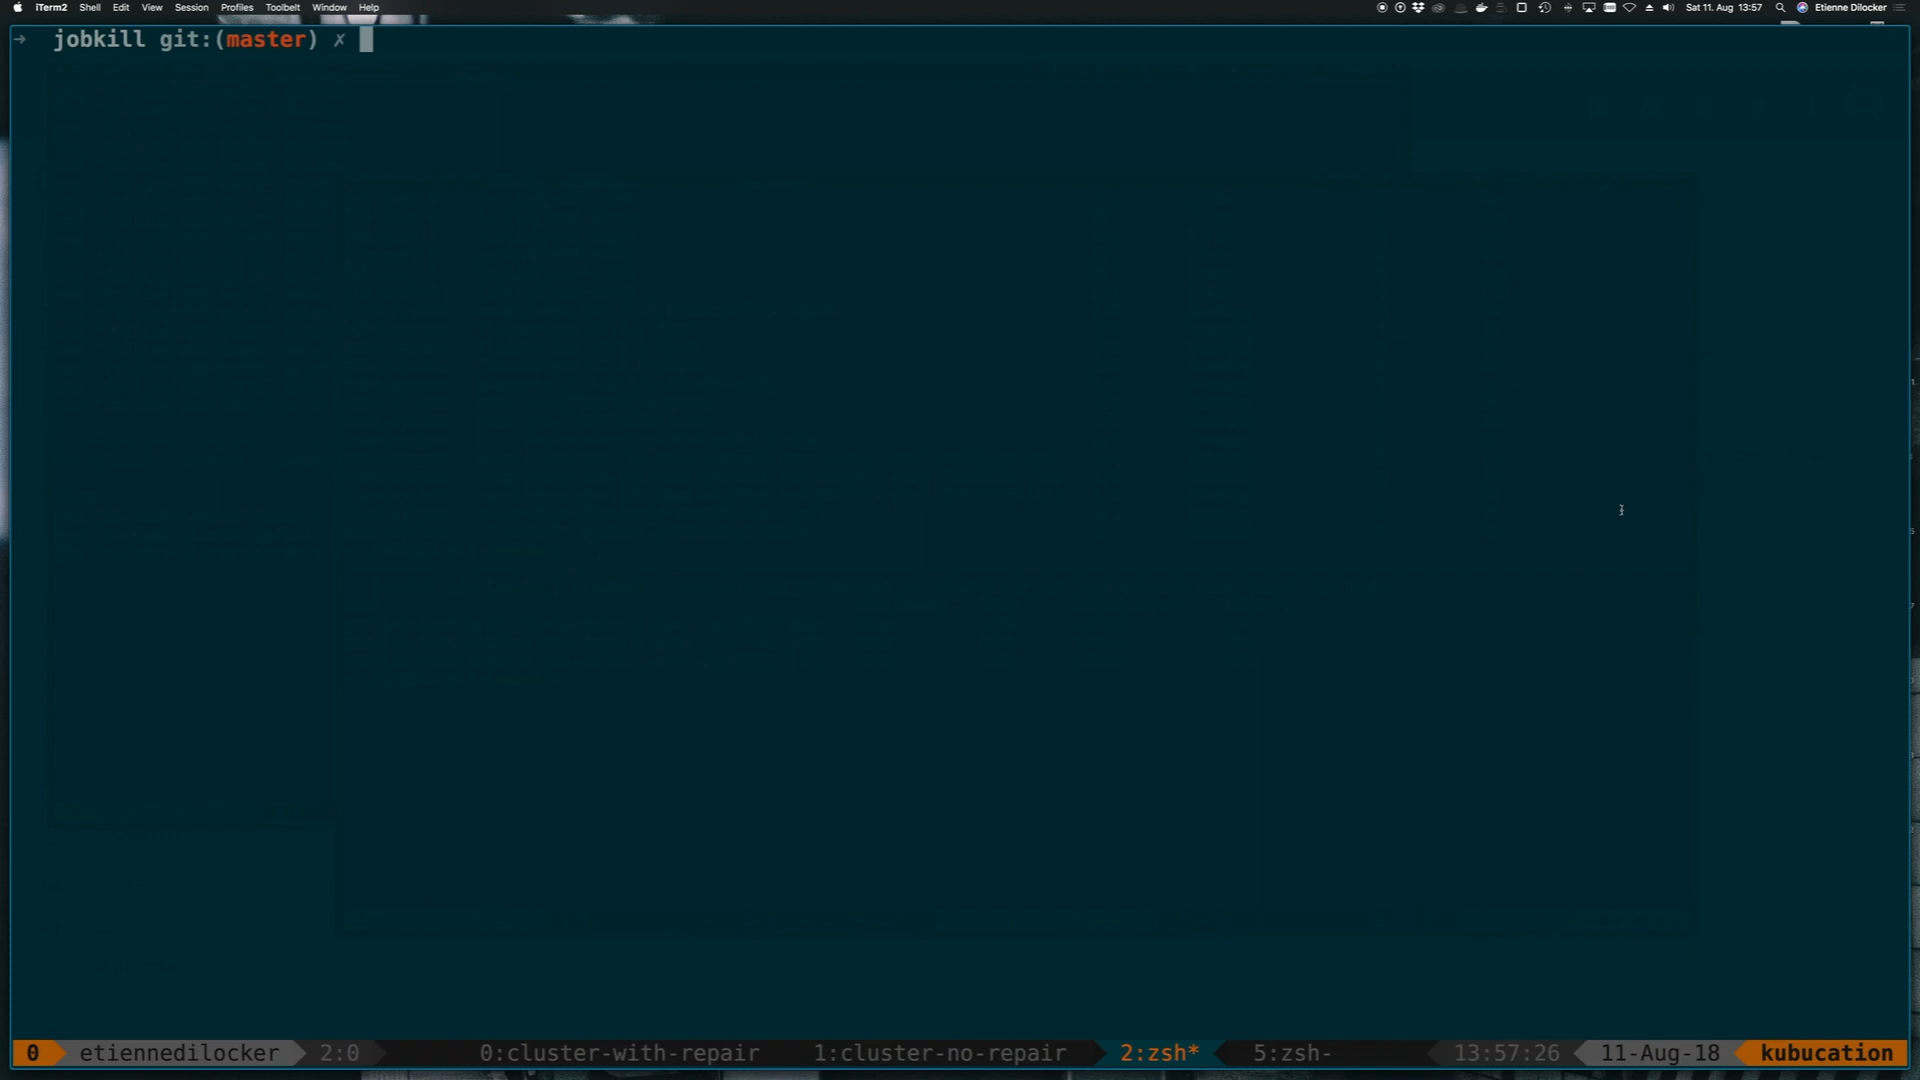 iTerm2 Shell Edit View Session Profiles Toolbelt Window Help Sat 11. Aug 13:57 Etienne Dilocker
→ jobkill git:(master) ✗
0 etiennedilocker 2:0 0:cluster-with-repair 1:cluster-no-repair 2:zsh* 5:zsh- 13:57:26 11-Aug-18 kubucation